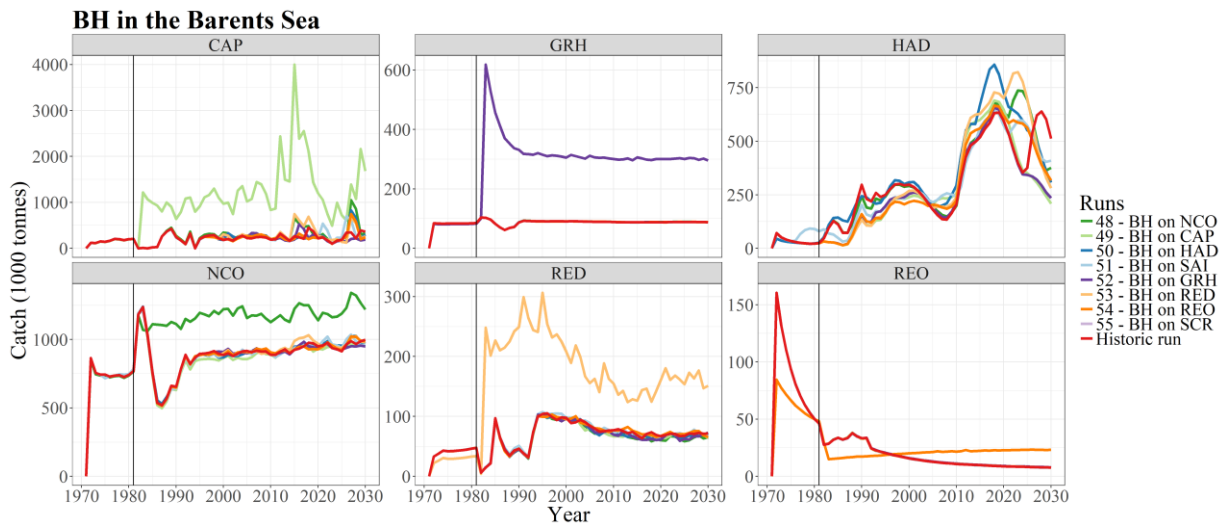 BH in the Barents Sea
CAP GRH HAD
4000
3000
2000
1000
0
600
400
200
0
750
500
250
0
NCO RED REO
1000
500
0
300
200
100
0
150
100
50
0
1970 1980 1990 2000 2010 2020 2030 1970 1980 1990 2000 2010 2020 2030 1970 1980 1990 2000 2010 2020 2030
Year
Catch (1000 tonnes)
Runs
48 - BH on NCO
49 - BH on CAP
50 - BH on HAD
51 - BH on SAI
52 - BH on GRH
53 - BH on RED
54 - BH on REO
55 - BH on SCR
Historic run